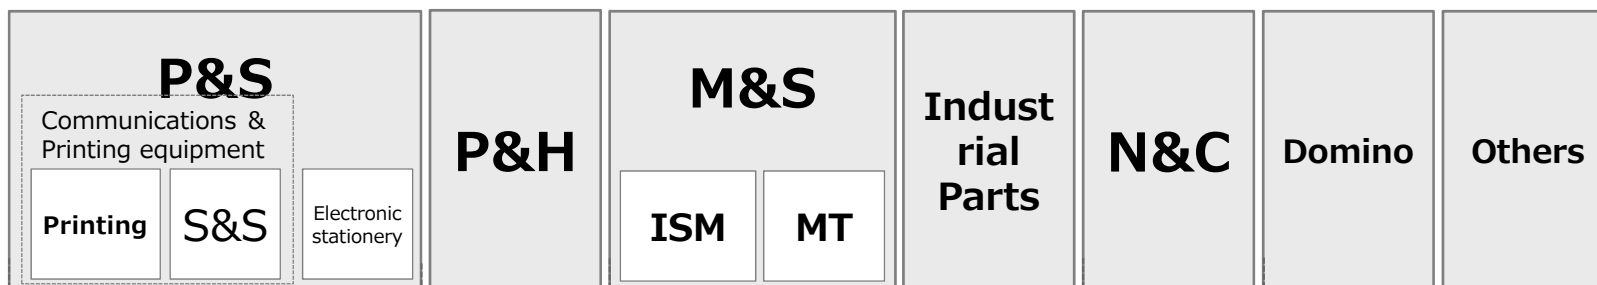 P&S
Communications &
Printing equipment
Printing
S&S
Electronic
stationery
P&H
M&S
ISM
MT
Indust
rial
Parts
N&C
Domino
Others